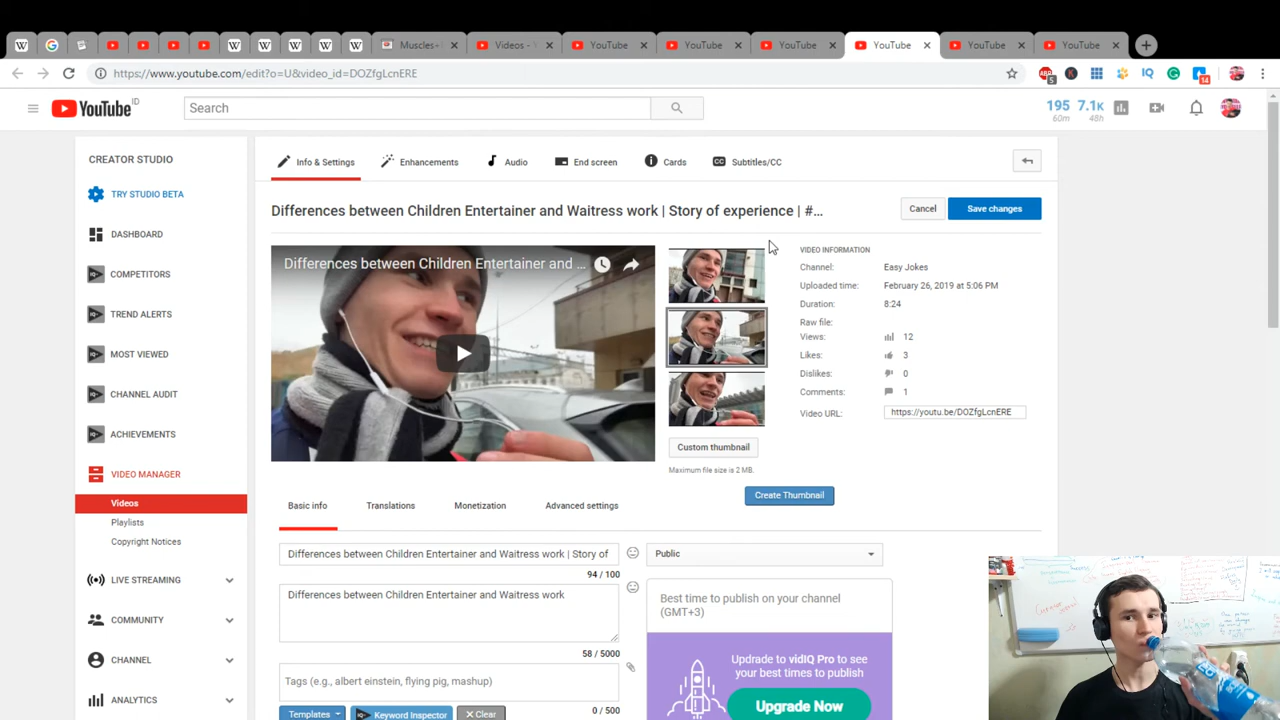 Muscles-
Videos - Y
YouTube
YouTube
YouTube
YouTube
YouTube
YouTube
https://www.youtube.com/edit?o=U&video_id=DOZfgLcnERE
ABP
5
IQ
14
YouTube ID
Search
195
60m
7.1K
48h
CREATOR STUDIO
TRY STUDIO BETA
DASHBOARD
COMPETITORS
TREND ALERTS
MOST VIEWED
CHANNEL AUDIT
ACHIEVEMENTS
VIDEO MANAGER
Videos
Playlists
Copyright Notices
LIVE STREAMING
COMMUNITY
CHANNEL
ANALYTICS
Info & Settings
Enhancements
Audio
End screen
Cards
CC Subtitles/CC
Differences between Children Entertainer and Waitress work | Story of experience | #...
Cancel
Save changes
Differences between Children Entertainer and ...
Custom thumbnail
Maximum file size is 2 MB.
Create Thumbnail
VIDEO INFORMATION
Channel: Easy Jokes
Uploaded time: February 26, 2019 at 5:06 PM
Duration: 8:24
Raw file:
Views: 12
Likes: 3
Dislikes: 0
Comments: 1
Video URL: https://youtu.be/DOZfgLcnERE
Basic info
Translations
Monetization
Advanced settings
Differences between Children Entertainer and Waitress work | Story of
94 / 100
Differences between Children Entertainer and Waitress work
58 / 5000
Tags (e.g., albert einstein, flying pig, mashup)
0 / 500
Templates
Keyword Inspector
Clear
Public
Best time to publish on your channel
(GMT+3)
Upgrade to vidIQ Pro to see
your best times to publish
Upgrade Now